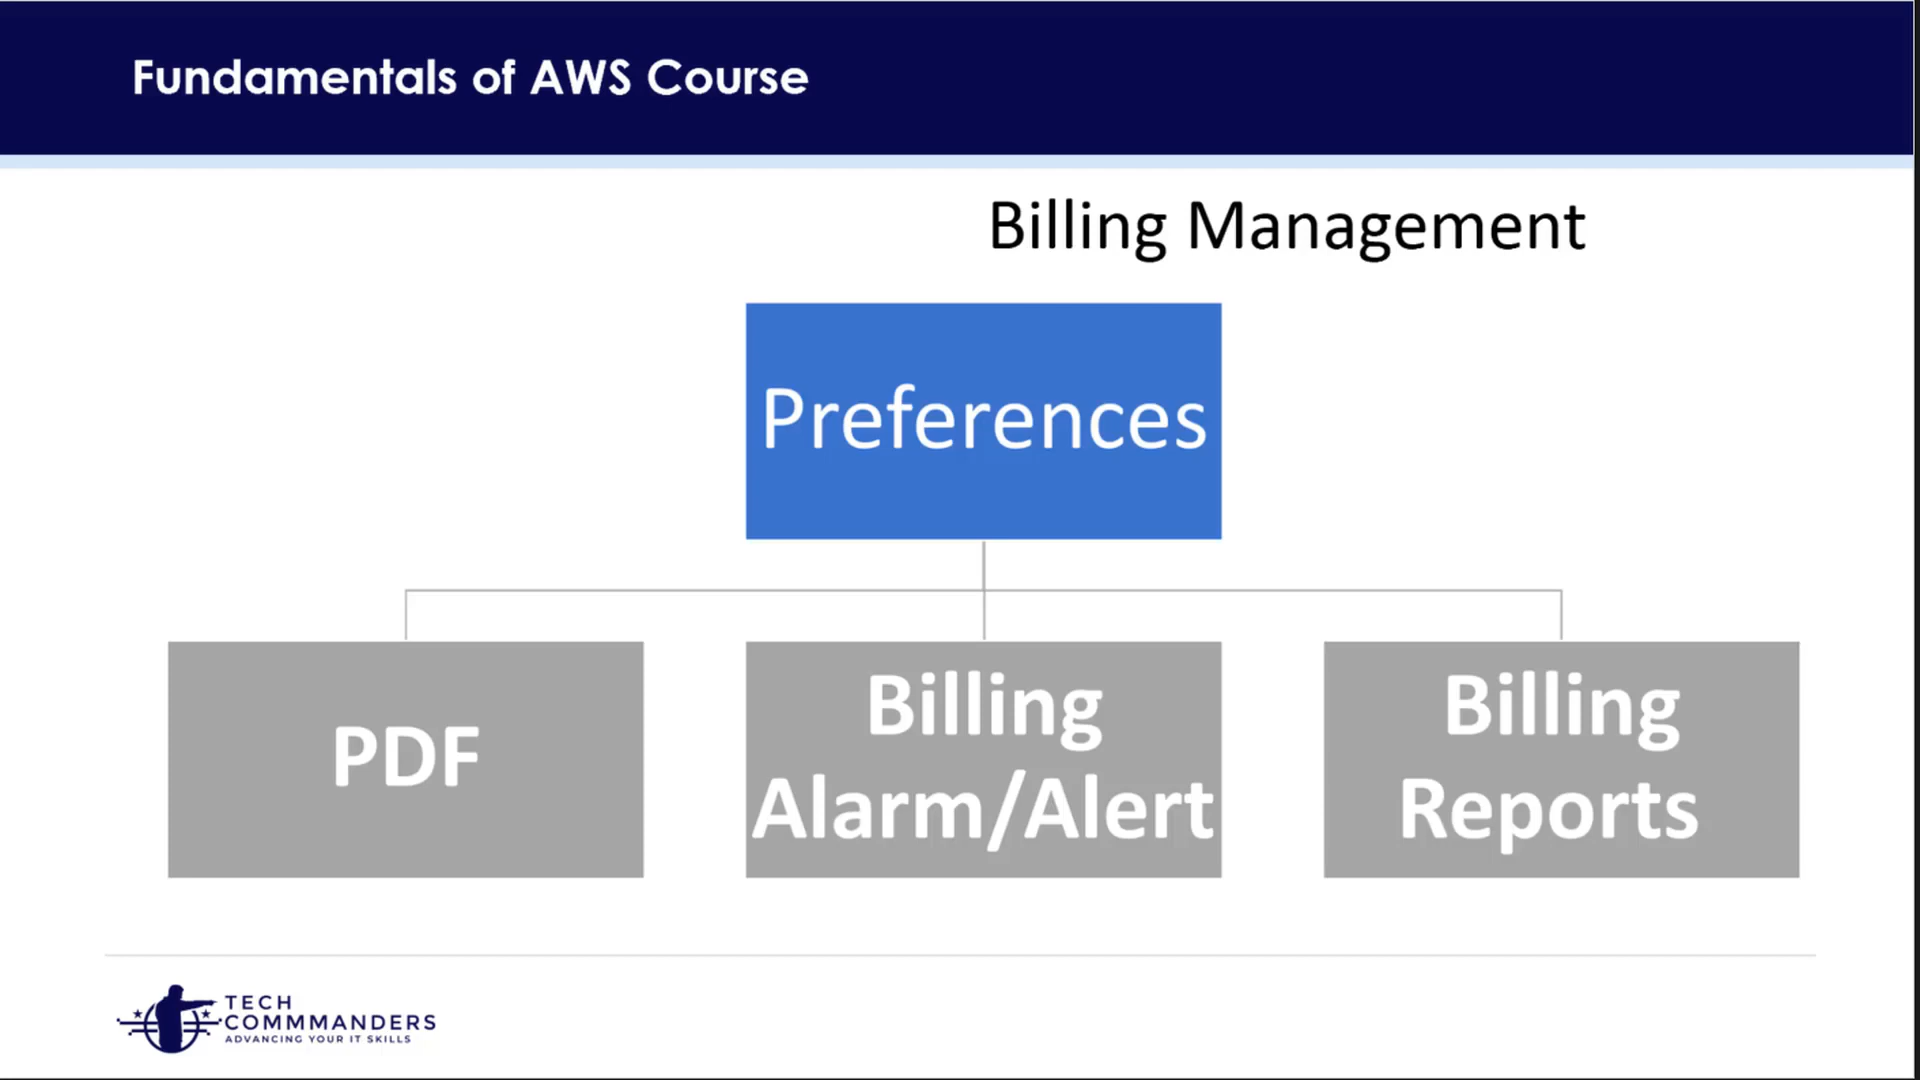 Fundamentals of AWS Course
Billing Management
Preferences
PDF
Billing
Alarm/Alert
Billing
Reports
TECH
COMMMANDERS
ADVANCING YOUR IT SKILLS